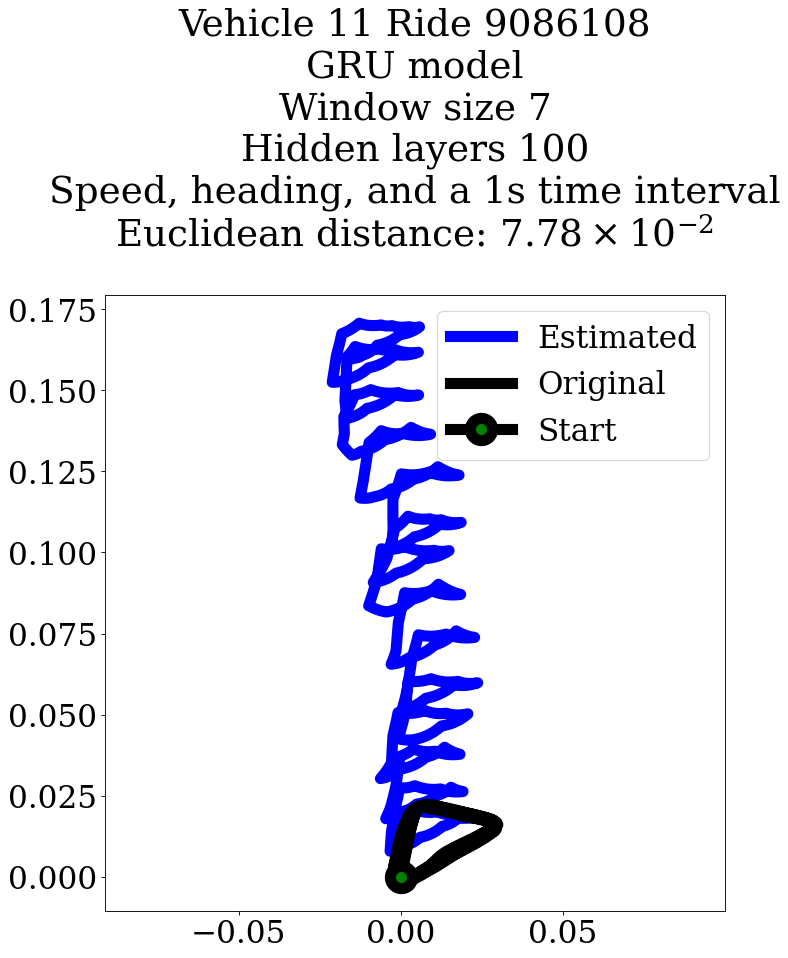 Vehicle 11 Ride 9086108
GRU model
Window size 7
Hidden layers 100
Speed, heading, and a 1s time interval
Euclidean distance: 7.78 × 10⁻²
0.175
0.150
0.125
0.100
0.075
0.050
0.025
0.000
Estimated
Original
Start
−0.05
0.00
0.05